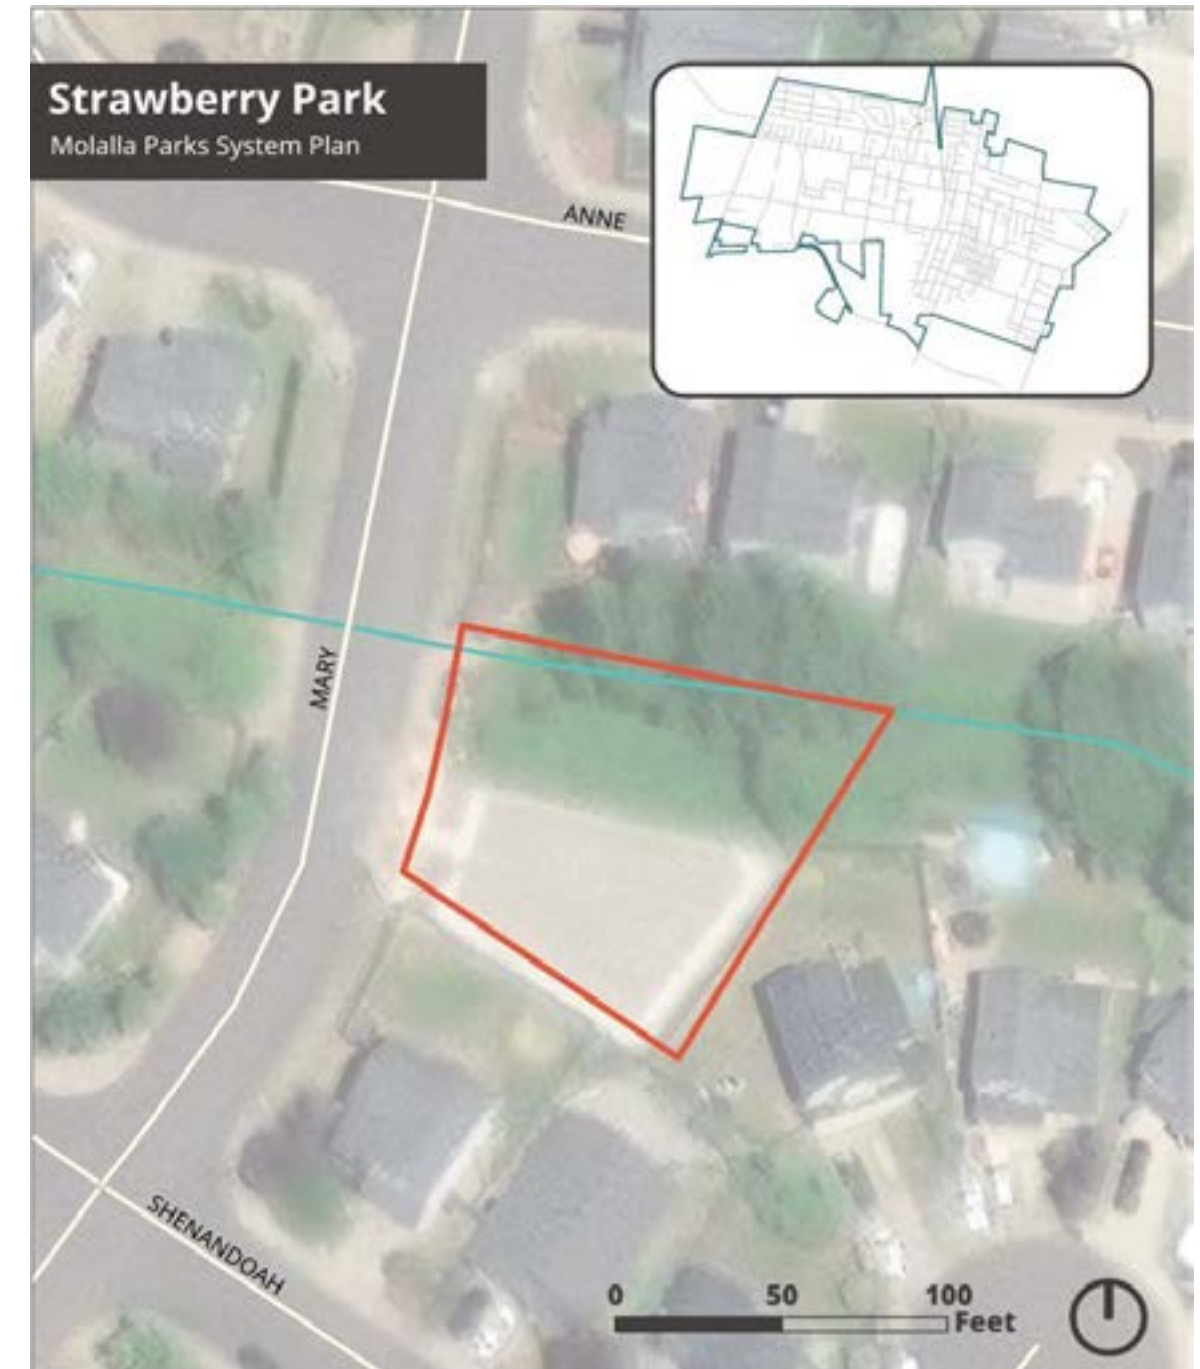 Strawberry Park
Molalla Parks System Plan
ANNE
MARY
SHENANDOAH
0 50 100
Feet